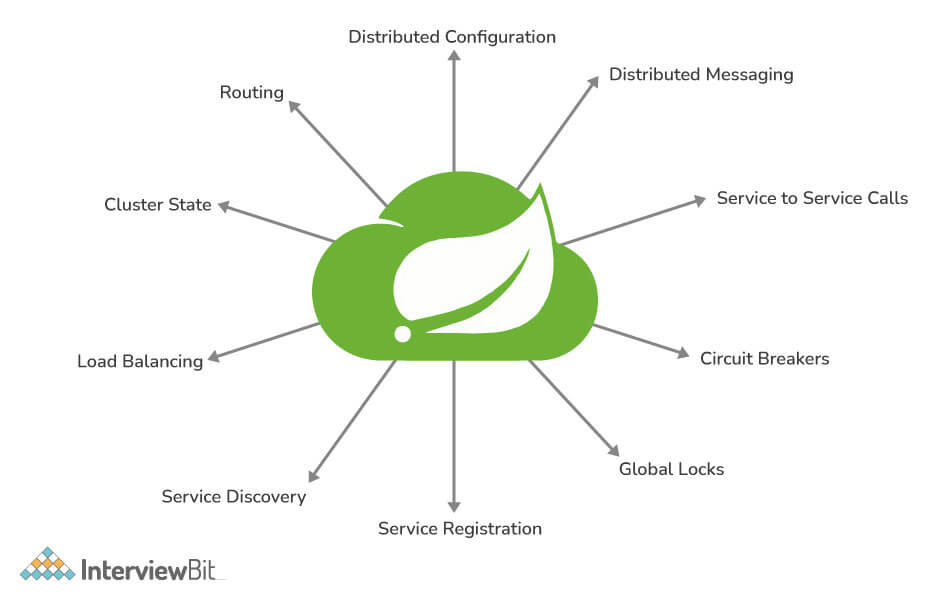 Distributed Configuration
Distributed Messaging
Routing
Service to Service Calls
Cluster State
Circuit Breakers
Load Balancing
Global Locks
Service Discovery
Service Registration
InterviewBit